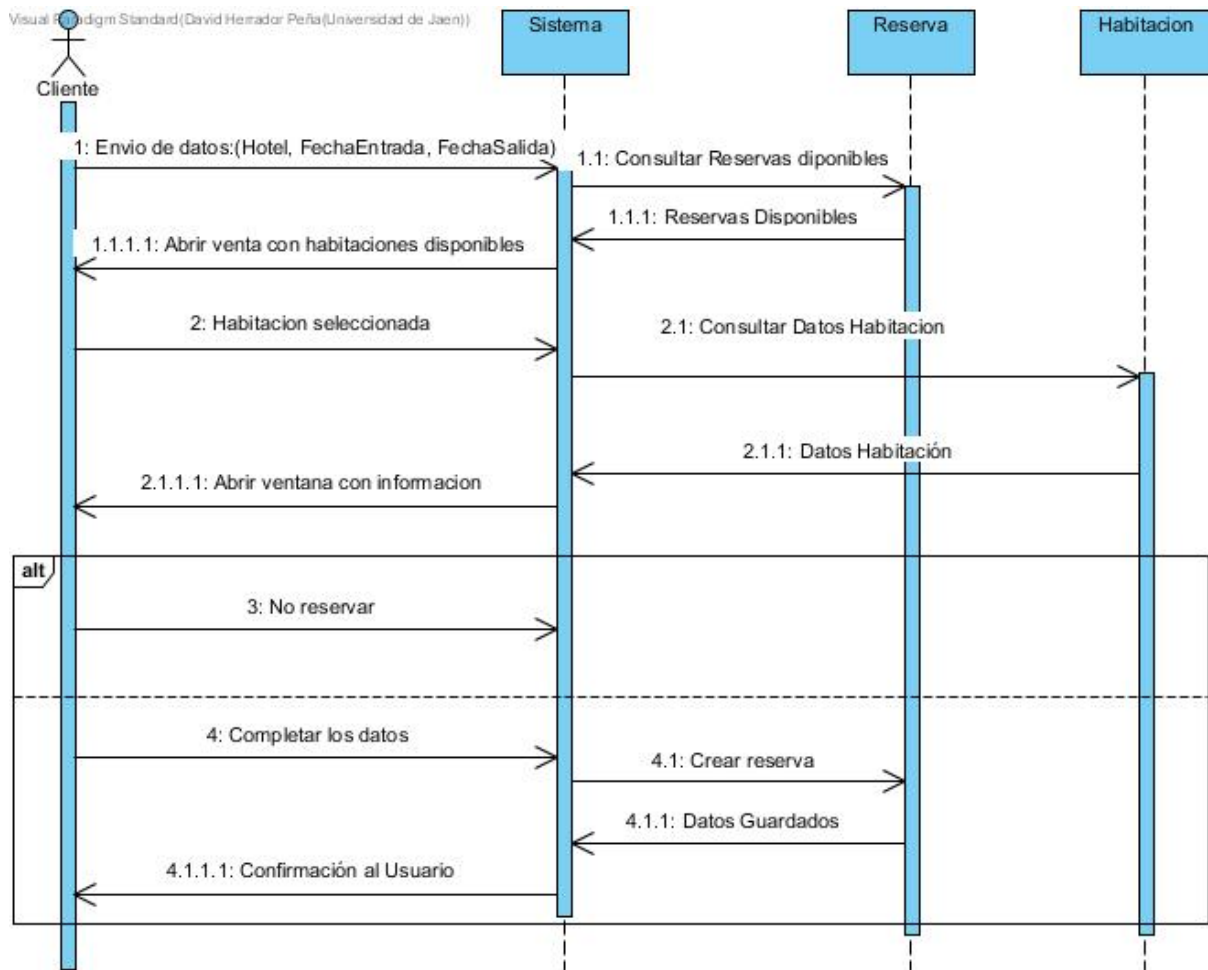 Visual Paradigm Standard(David Herrador Peña(Universidad de Jaen))
Sistema
Reserva
Habitacion
Cliente
1: Envio de datos:(Hotel, FechaEntrada, FechaSalida)
1.1: Consultar Reservas diponibles
1.1.1: Reservas Disponibles
1.1.1.1: Abrir venta con habitaciones disponibles
2: Habitacion seleccionada
2.1: Consultar Datos Habitacion
2.1.1: Datos Habitación
2.1.1.1: Abrir ventana con informacion
alt
3: No reservar
4: Completar los datos
4.1: Crear reserva
4.1.1: Datos Guardados
4.1.1.1: Confirmación al Usuario